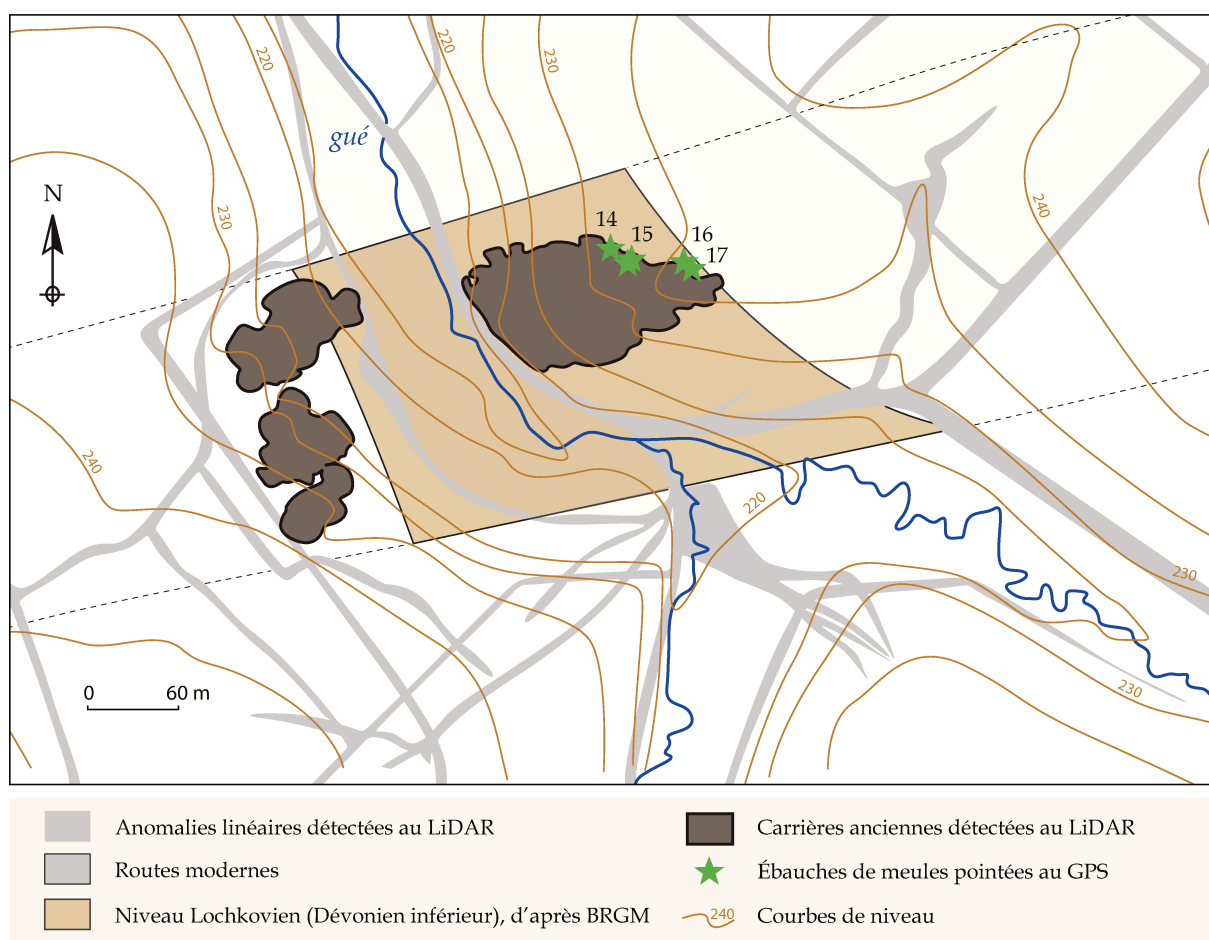 220
220
230
gué
N
230
14
15
16
17
240
240
220
230
230
0 60 m
Anomalies linéaires détectées au LiDAR
Routes modernes
Niveau Lochkovien (Dévonien inférieur), d’après BRGM
Carrières anciennes détectées au LiDAR
Ébauches de meules pointées au GPS
240 Courbes de niveau